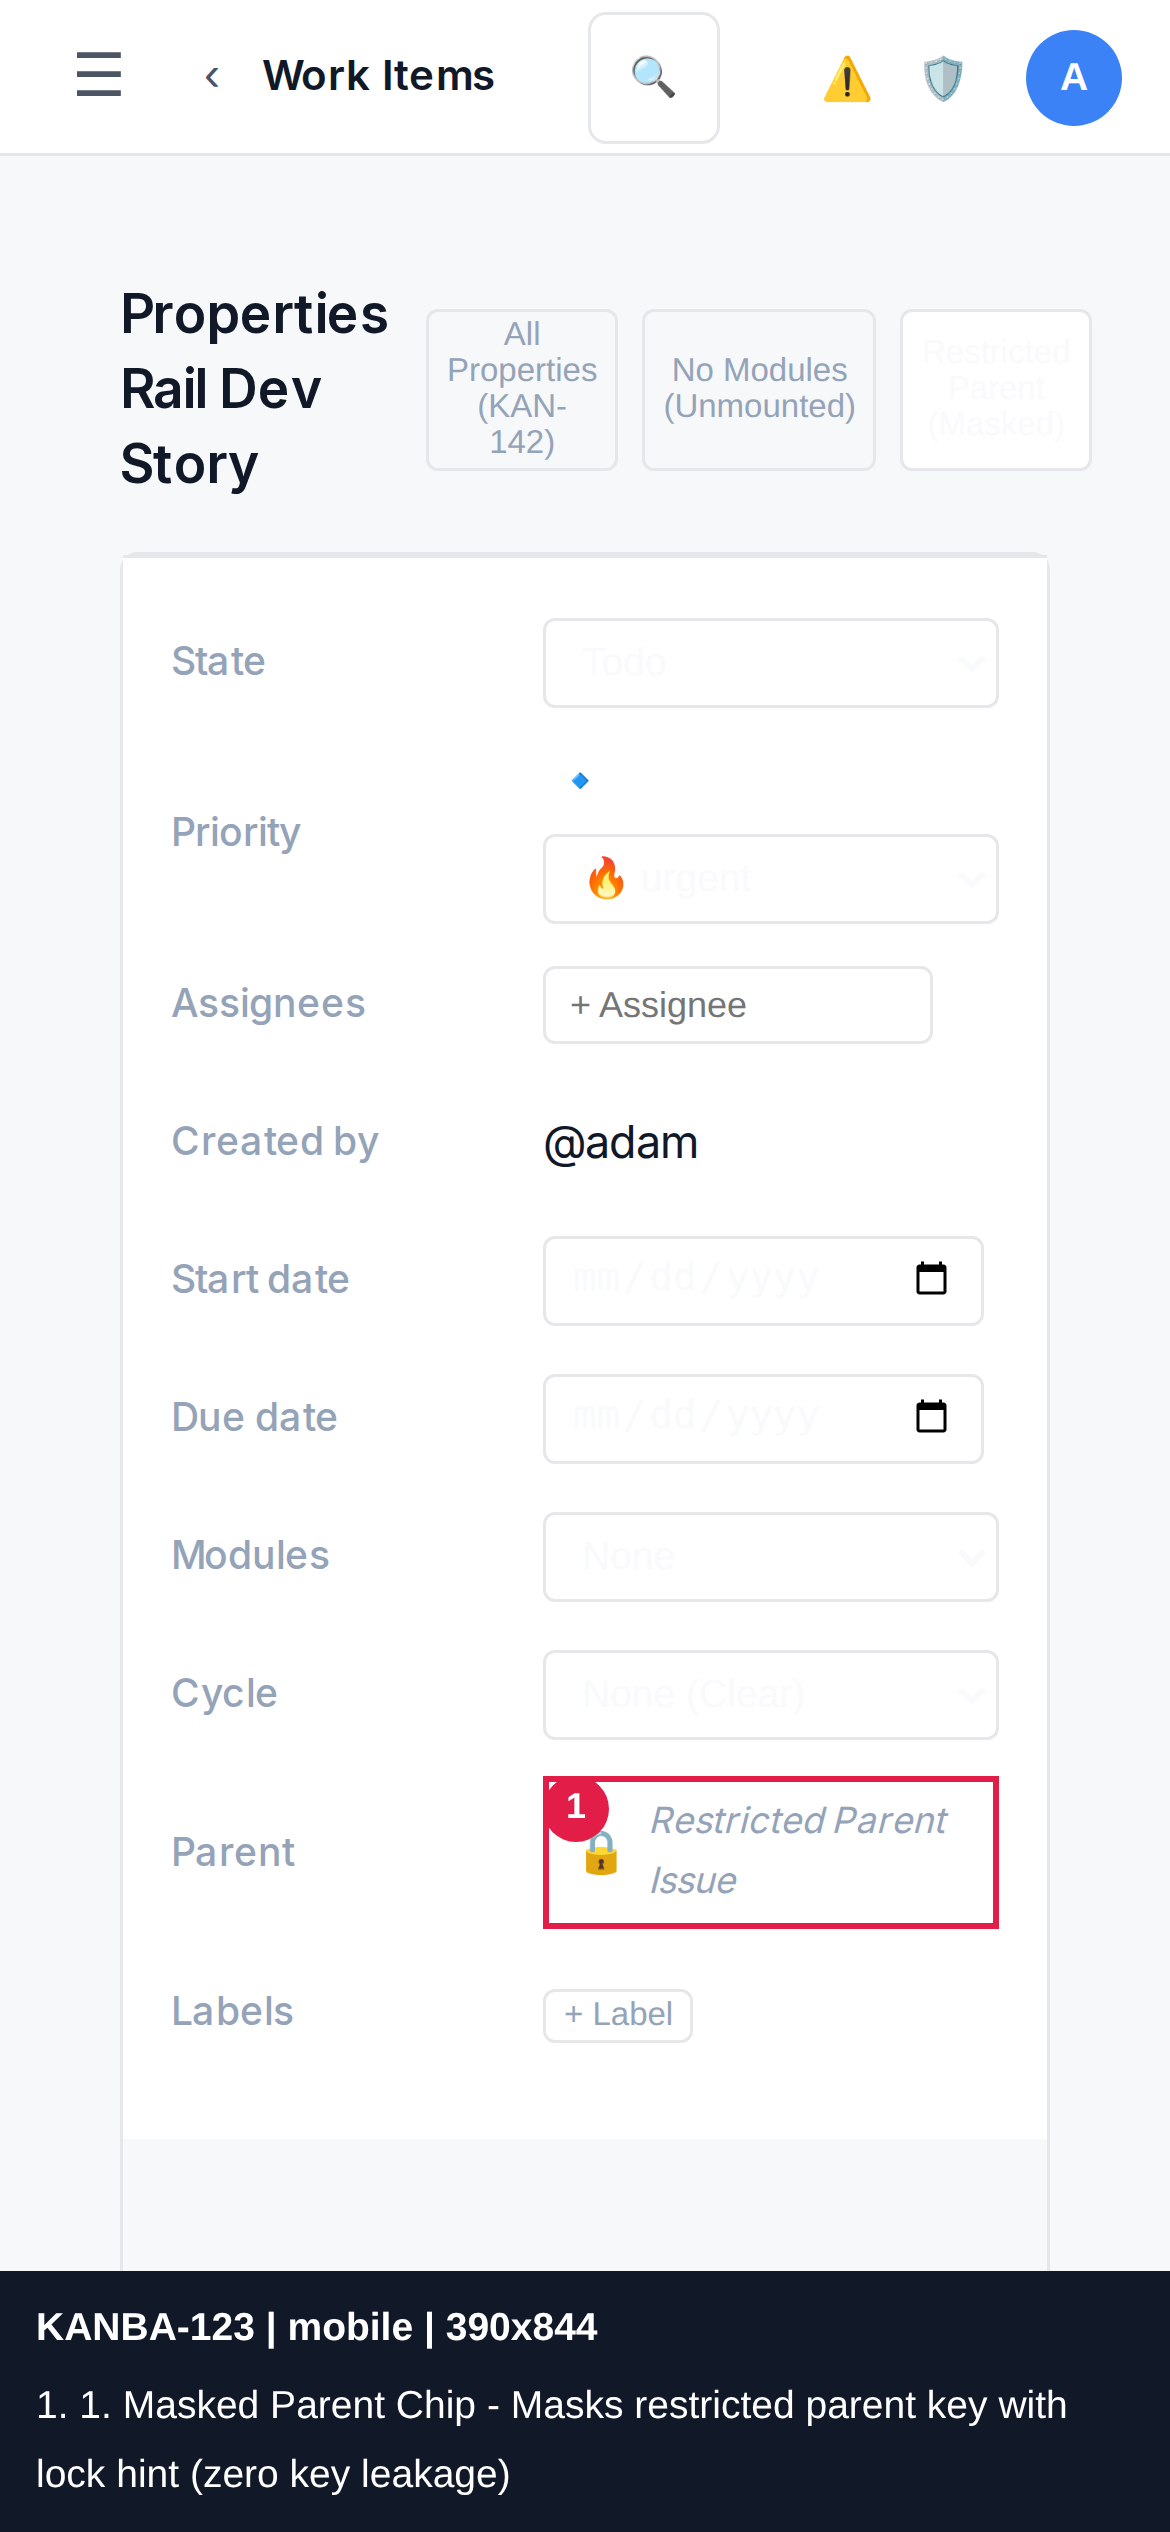 Work Items
A
Properties
Rail Dev
Story
All
Properties
(KAN-
142)
No Modules
(Unmounted)
Restricted
Parent
(Masked)
State
Todo
Priority
urgent
Assignees
+ Assignee
Created by
@adam
Start date
mm/dd/yyyy
Due date
mm/dd/yyyy
Modules
None
Cycle
None (Clear)
Parent
1
Restricted Parent
Issue
Labels
+ Label
KANBA-123 | mobile | 390x844
1. 1. Masked Parent Chip - Masks restricted parent key with
lock hint (zero key leakage)